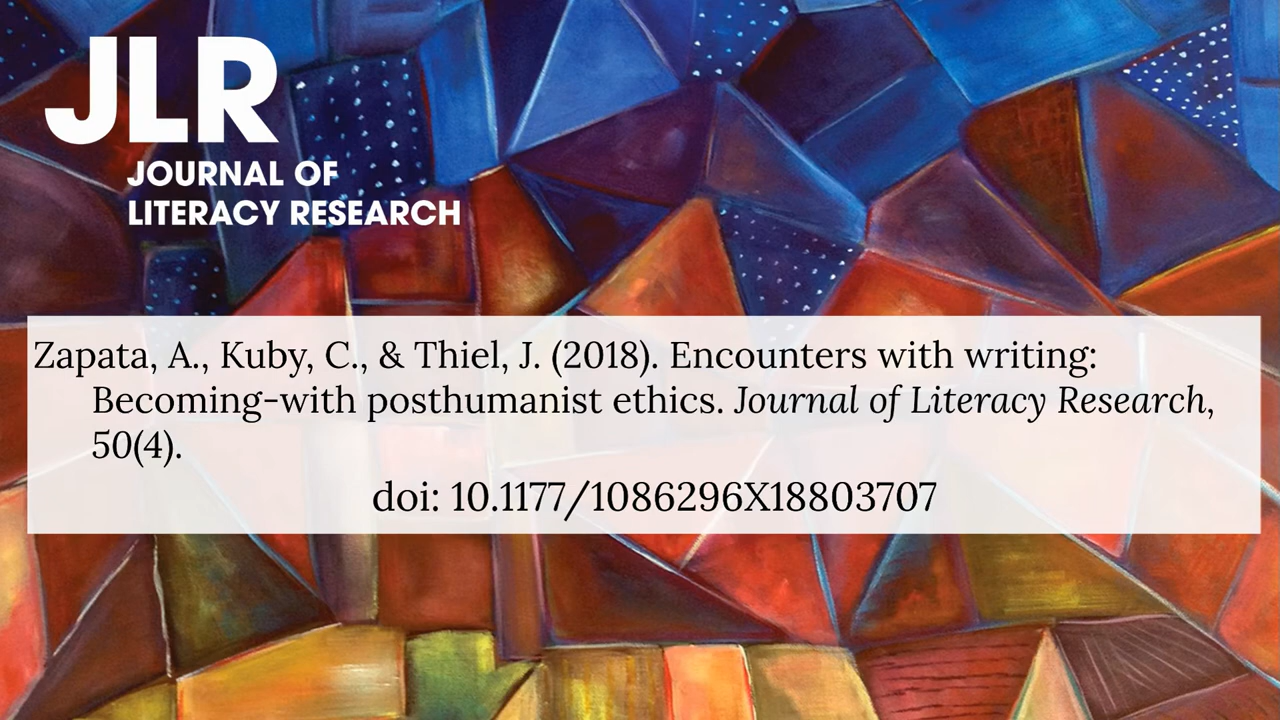 JLR
JOURNAL OF
LITERACY RESEARCH
Zapata, A., Kuby, C., & Thiel, J. (2018). Encounters with writing:
Becoming-with posthumanist ethics. Journal of Literacy Research,
50(4).
doi: 10.1177/1086296X18803707